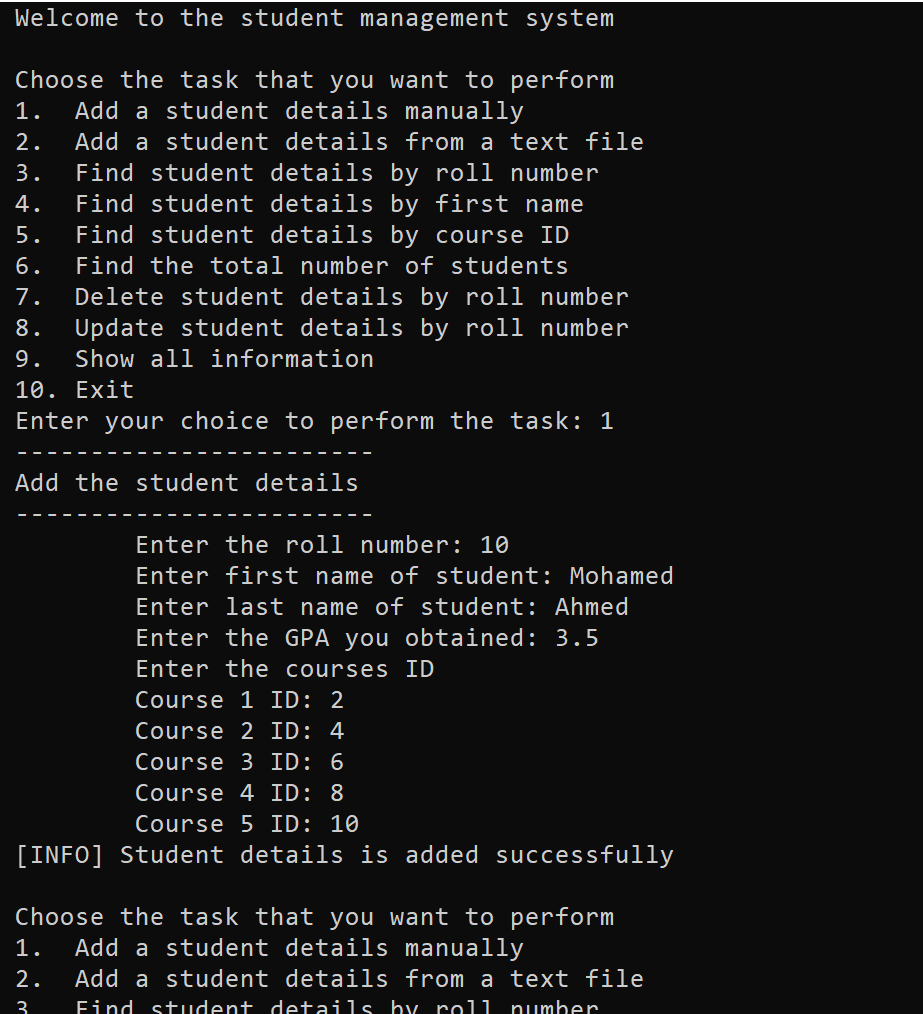 Welcome to the student management system
Choose the task that you want to perform
1.  Add a student details manually
2.  Add a student details from a text file
3.  Find student details by roll number
4.  Find student details by first name
5.  Find student details by course ID
6.  Find the total number of students
7.  Delete student details by roll number
8.  Update student details by roll number
9.  Show all information
10. Exit
Enter your choice to perform the task: 1
------------------------
Add the student details
------------------------
Enter the roll number: 10
Enter first name of student: Mohamed
Enter last name of student: Ahmed
Enter the GPA you obtained: 3.5
Enter the courses ID
Course 1 ID: 2
Course 2 ID: 4
Course 3 ID: 6
Course 4 ID: 8
Course 5 ID: 10
[INFO] Student details is added successfully
Choose the task that you want to perform
1.  Add a student details manually
2.  Add a student details from a text file
3.  Find student details by roll number